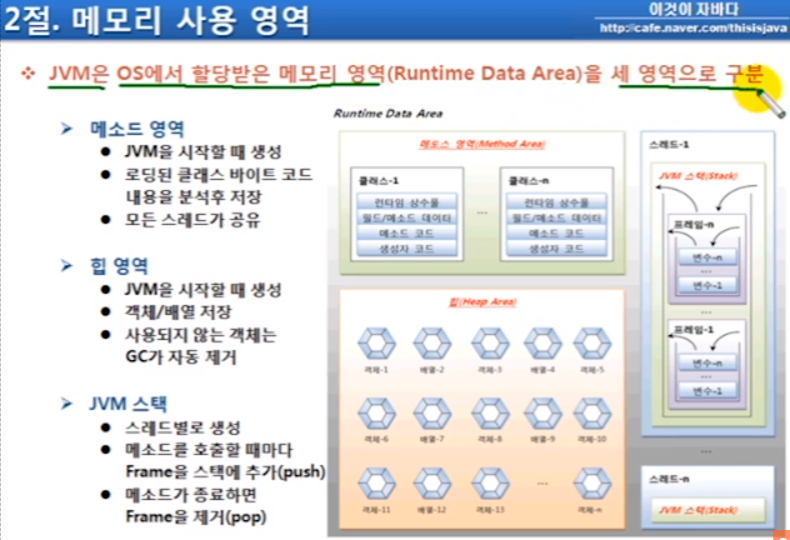 2절. 메모리 사용 영역
이것이 자바다
http://cafe.naver.com/thisisjava
❖ JVM은 OS에서 할당받은 메모리 영역(Runtime Data Area)을 세 영역으로 구분
➢ 메소드 영역
● JVM을 시작할 때 생성
● 로딩된 클래스 바이트 코드
내용을 분석후 저장
● 모든 스레드가 공유
➢ 힙 영역
● JVM을 시작할 때 생성
● 객체/배열 저장
● 사용되지 않는 객체는
GC가 자동 제거
➢ JVM 스택
● 스레드별로 생성
● 메소드를 호출할 때마다
Frame을 스택에 추가(push)
● 메소드가 종료하면
Frame을 제거(pop)
Runtime Data Area
메도스 영역(Method Area)
클래스-1
런타임 상수풀
필드/메소드 데이터
메소드 코드
생성자 코드
...
클래스-n
런타임 상수풀
필드/메소드 데이터
메소드 코드
생성자 코드
힙(Heap Area)
객체-1 배열-2 객체-3 배열-4 객체-5
객체-6 배열-7 객체-8 배열-9 객체-10
객체-11 배열-12 객체-13 ... 객체-n
스레드-1
JVM 스택(Stack)
프레임-n
변수-n
...
변수-1
...
프레임-1
변수-n
...
변수-1
...
스레드-n
JVM 스택(Stack)